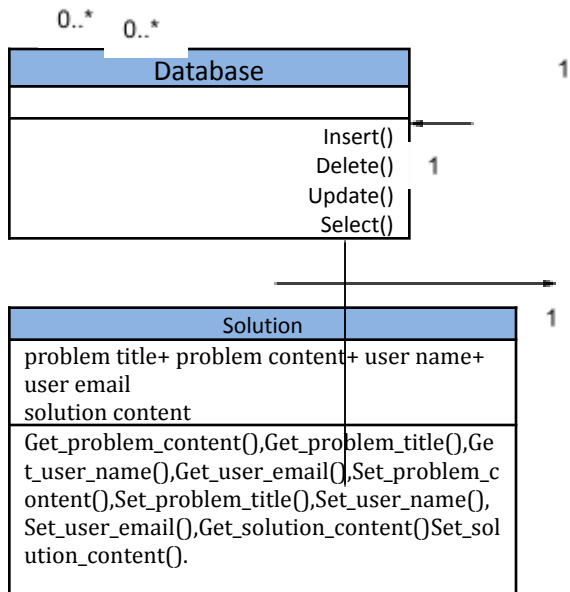 0..*
0..*
Database
1
Insert()
Delete()
1
Update()
Select()
Solution
1
problem title+ problem content+ user name+
user email
solution content
Get_problem_content(),Get_problem_title(),Ge
t_user_name(),Get_user_email(),Set_problem_c
ontent(),Set_problem_title(),Set_user_name(),
Set_user_email(),Get_solution_content()Set_sol
ution_content().